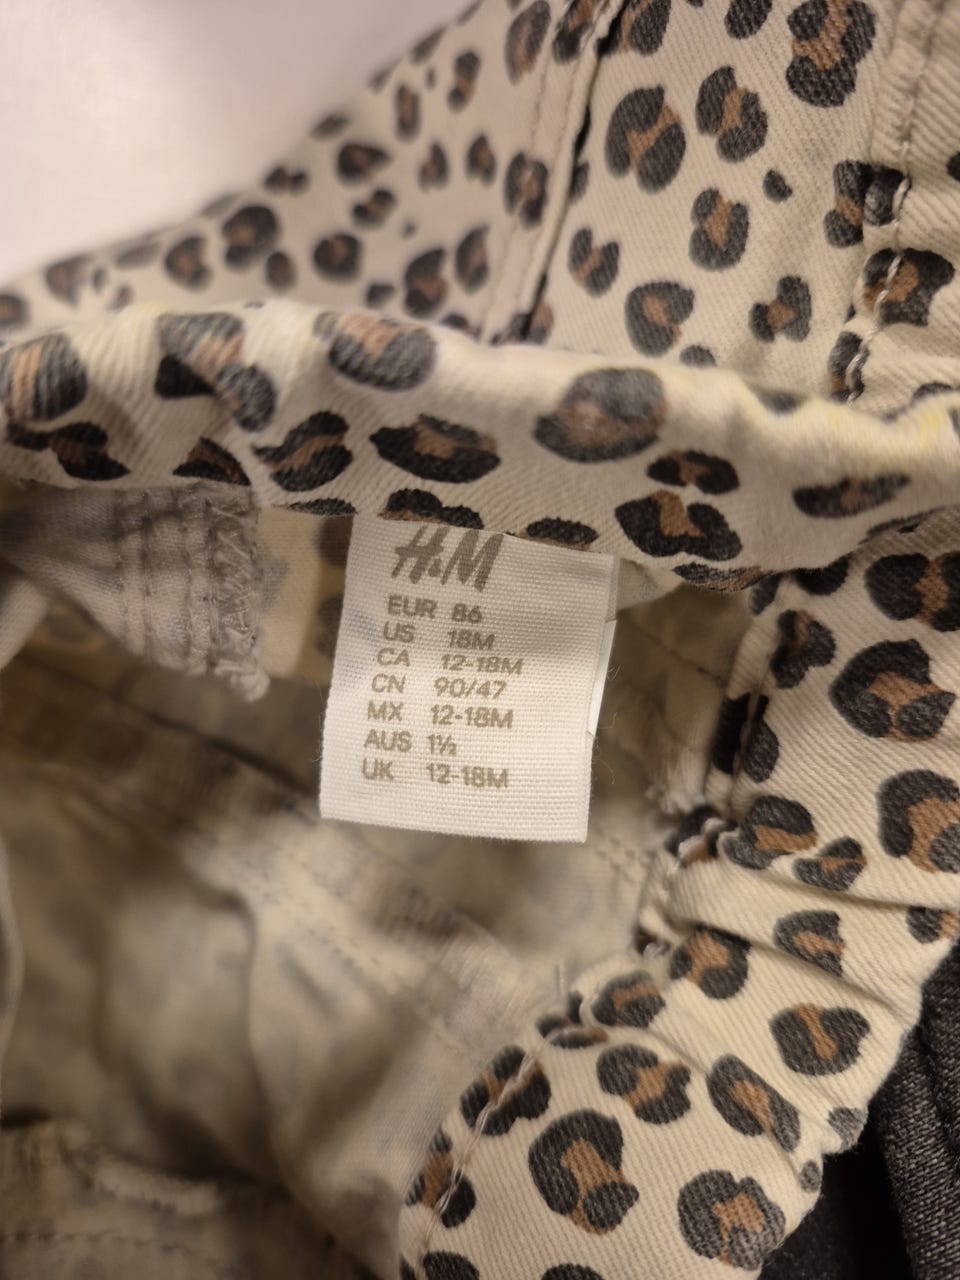 H&M
EUR 86
US 18M
CA 12-18M
CN 90/47
MX 12-18M
AUS 1½
UK 12-18M